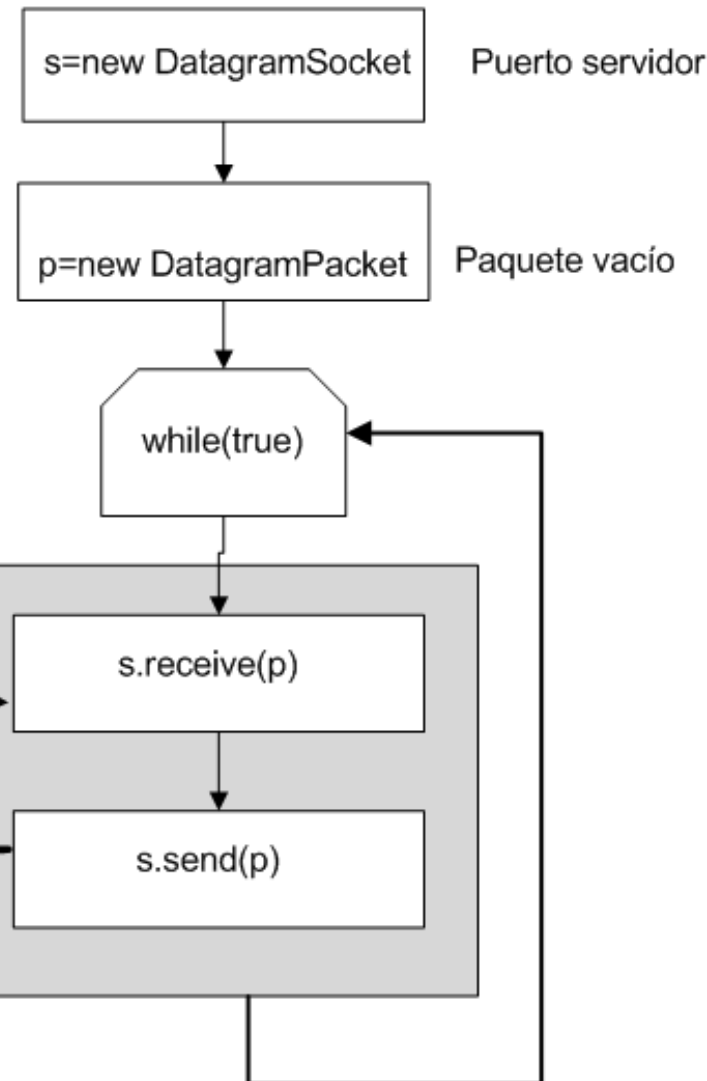 s=new DatagramSocket
Puerto servidor
p=new DatagramPacket
Paquete vacío
while(true)
s.receive(p)
s.send(p)